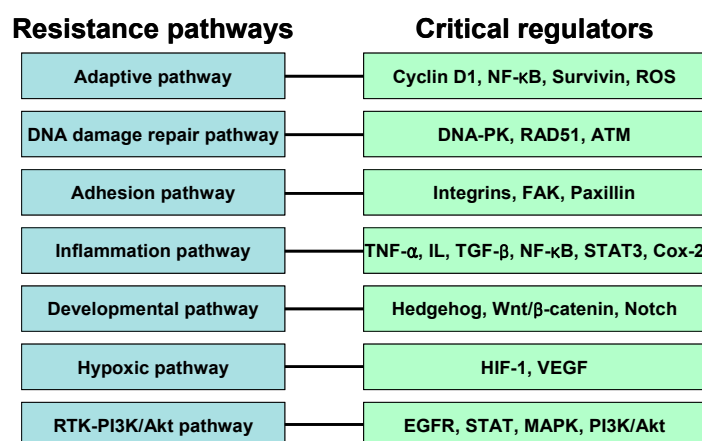 Resistance pathways Critical regulators
Adaptive pathway Cyclin D1, NF-κB, Survivin, ROS
DNA damage repair pathway DNA-PK, RAD51, ATM
Adhesion pathway Integrins, FAK, Paxillin
Inflammation pathway TNF-α, IL, TGF-β, NF-κB, STAT3, Cox-2
Developmental pathway Hedgehog, Wnt/β-catenin, Notch
Hypoxic pathway HIF-1, VEGF
RTK-PI3K/Akt pathway EGFR, STAT, MAPK, PI3K/Akt